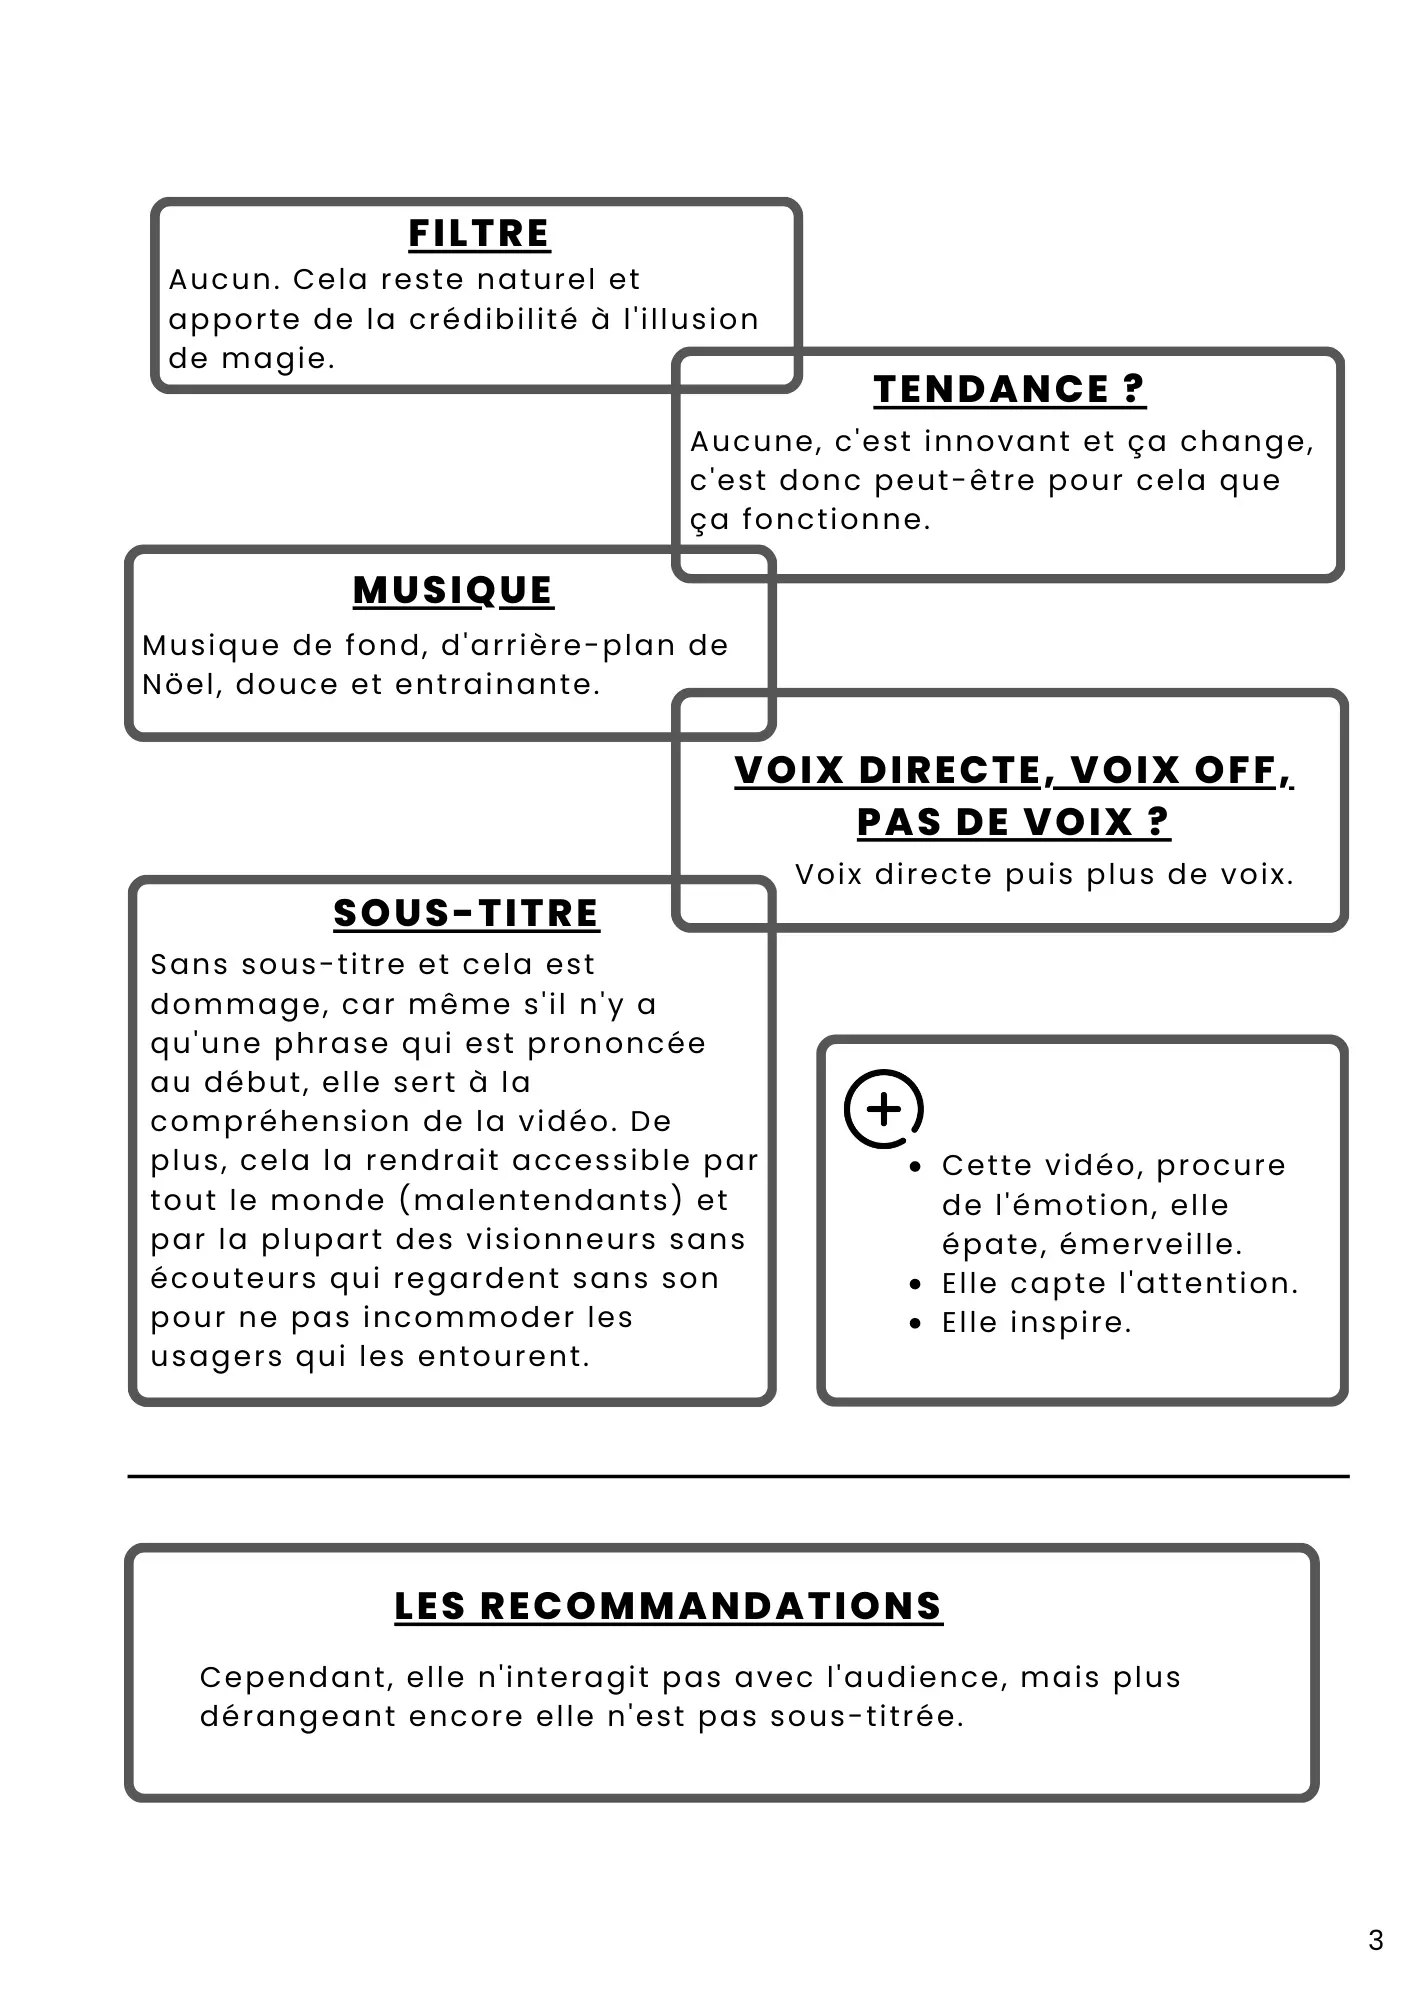 FILTRE
Aucun. Cela reste naturel et
apporte de la crédibilité à l'illusion
de magie.
TENDANCE ?
Aucune, c'est innovant et ça change,
c'est donc peut-être pour cela que
ça fonctionne.
MUSIQUE
Musique de fond, d'arrière-plan de
Nöel, douce et entrainante.
VOIX DIRECTE, VOIX OFF,
PAS DE VOIX ?
Voix directe puis plus de voix.
SOUS-TITRE
Sans sous-titre et cela est
dommage, car même s'il n'y a
qu'une phrase qui est prononcée
au début, elle sert à la
compréhension de la vidéo. De
plus, cela la rendrait accessible par
tout le monde (malentendants) et
par la plupart des visionneurs sans
écouteurs qui regardent sans son
pour ne pas incommoder les
usagers qui les entourent.
• Cette vidéo, procure
de l'émotion, elle
épate, émerveille.
• Elle capte l'attention.
• Elle inspire.
LES RECOMMANDATIONS
Cependant, elle n'interagit pas avec l'audience, mais plus
dérangeant encore elle n'est pas sous-titrée.
3